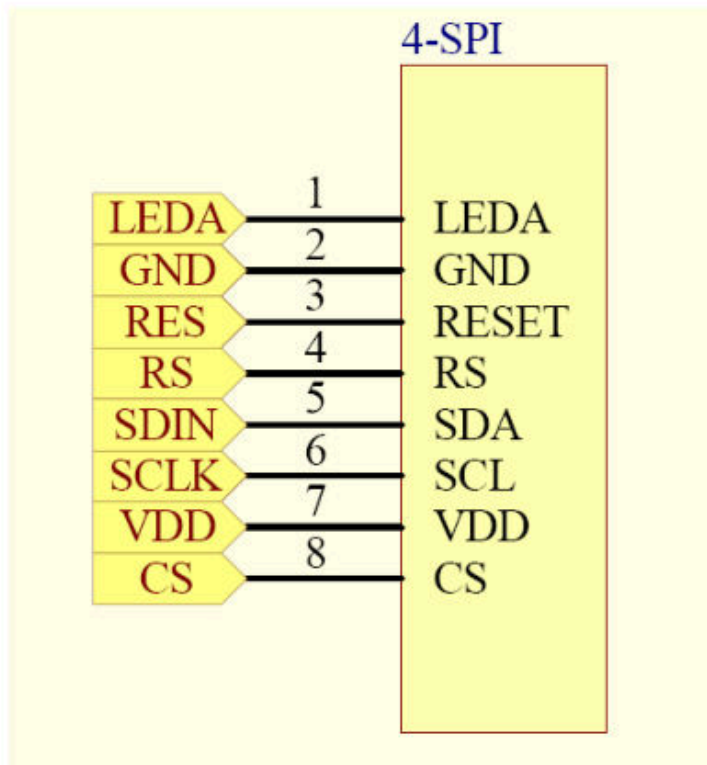 4-SPI
LEDA 1 LEDA
GND 2 GND
RES 3 RESET
RS 4 RS
SDIN 5 SDA
SCLK 6 SCL
VDD 7 VDD
CS 8 CS